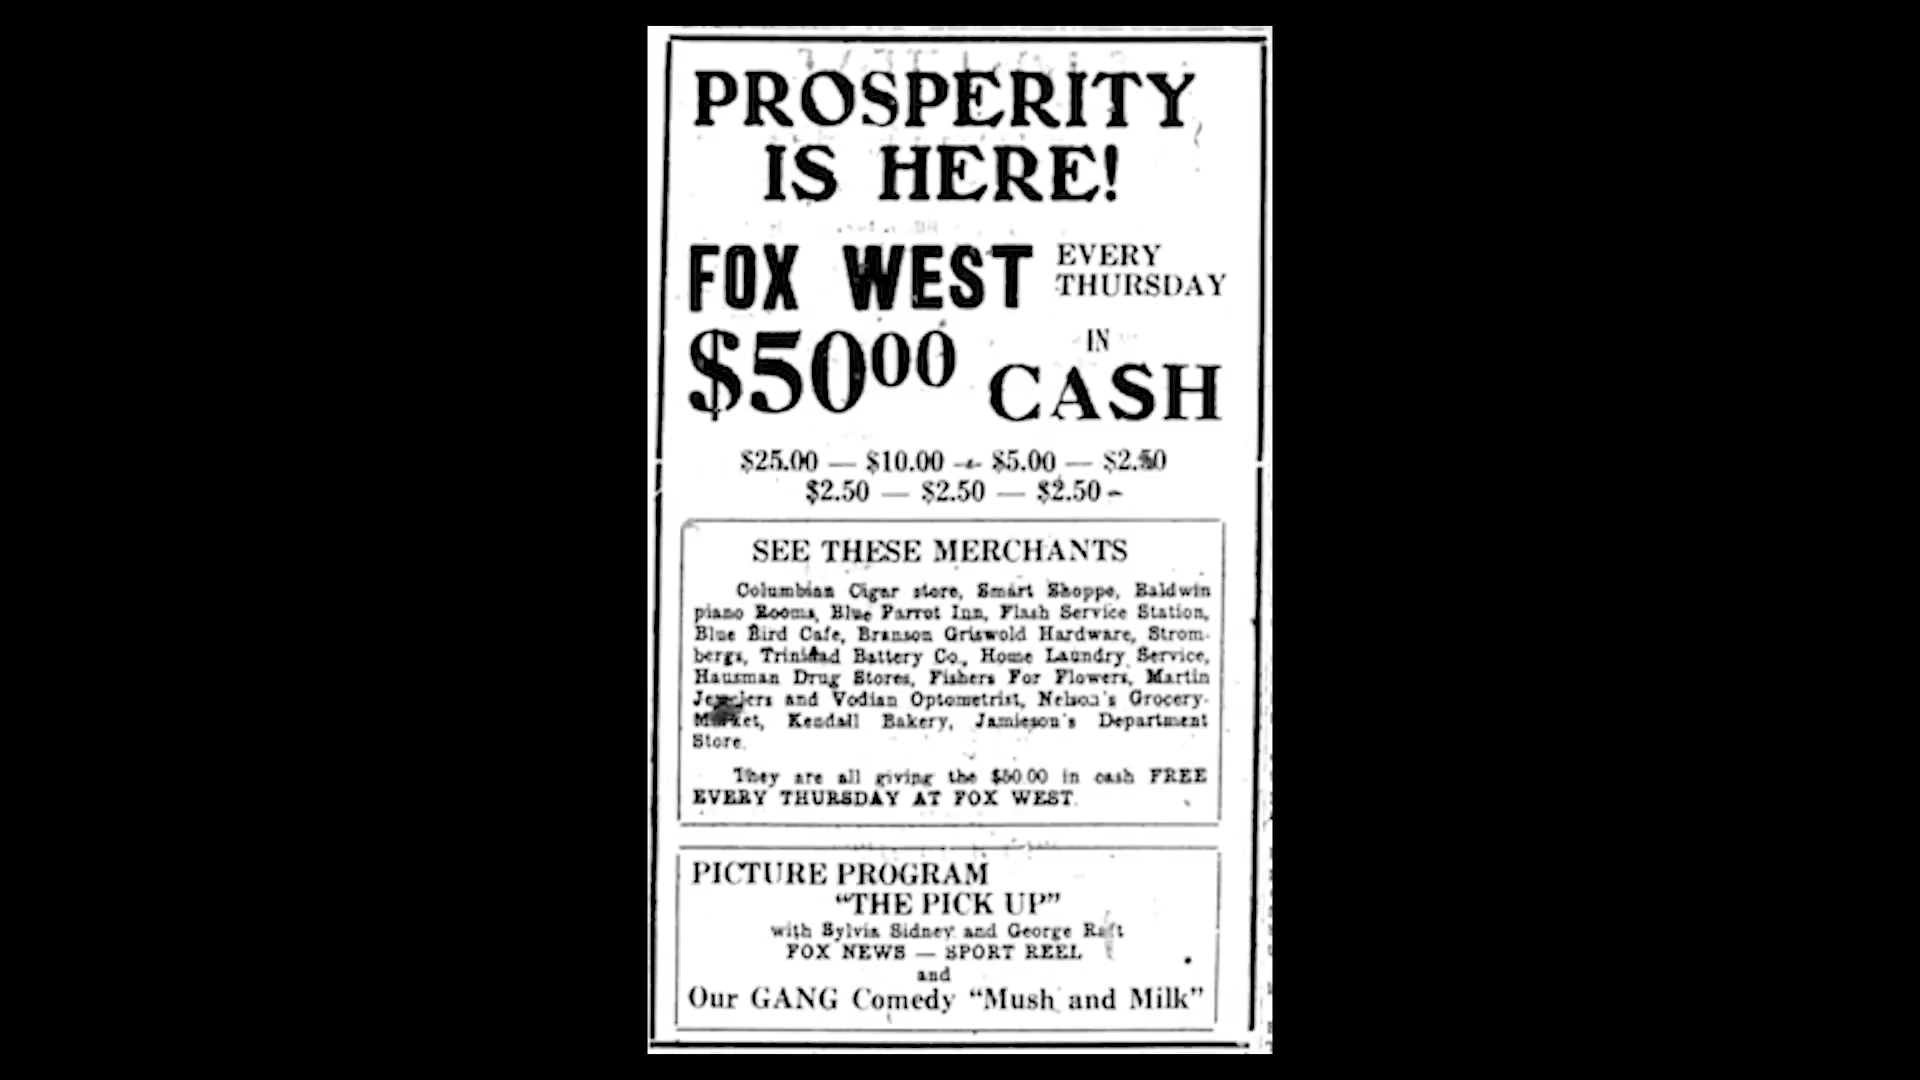 PROSPERITY
IS HERE!
FOX WEST EVERY
THURSDAY
$50.00 IN
CASH
$25.00 — $10.00 — $5.00 — $2.50
$2.50 — $2.50 — $2.50 -
SEE THESE MERCHANTS
Columbian Cigar store, Smart Shoppe, Baldwin
piano Rooms, Blue Parrot Inn, Flash Service Station,
Blue Bird Cafe, Branson Griswold Hardware, Strom-
bergs, Trinidad Battery Co., Home Laundry Service,
Hausman Drug Stores, Fishers For Flowers, Martin
Jewelers and Vodian Optometrist, Nelson's Grocery-
Market, Kendall Bakery, Jamieson's Department
Store.
They are all giving the $50.00 in cash FREE
EVERY THURSDAY AT FOX WEST.
PICTURE PROGRAM
"THE PICK UP"
with Sylvia Sidney and George Raft
FOX NEWS — SPORT REEL
and
Our GANG Comedy "Mush and Milk"